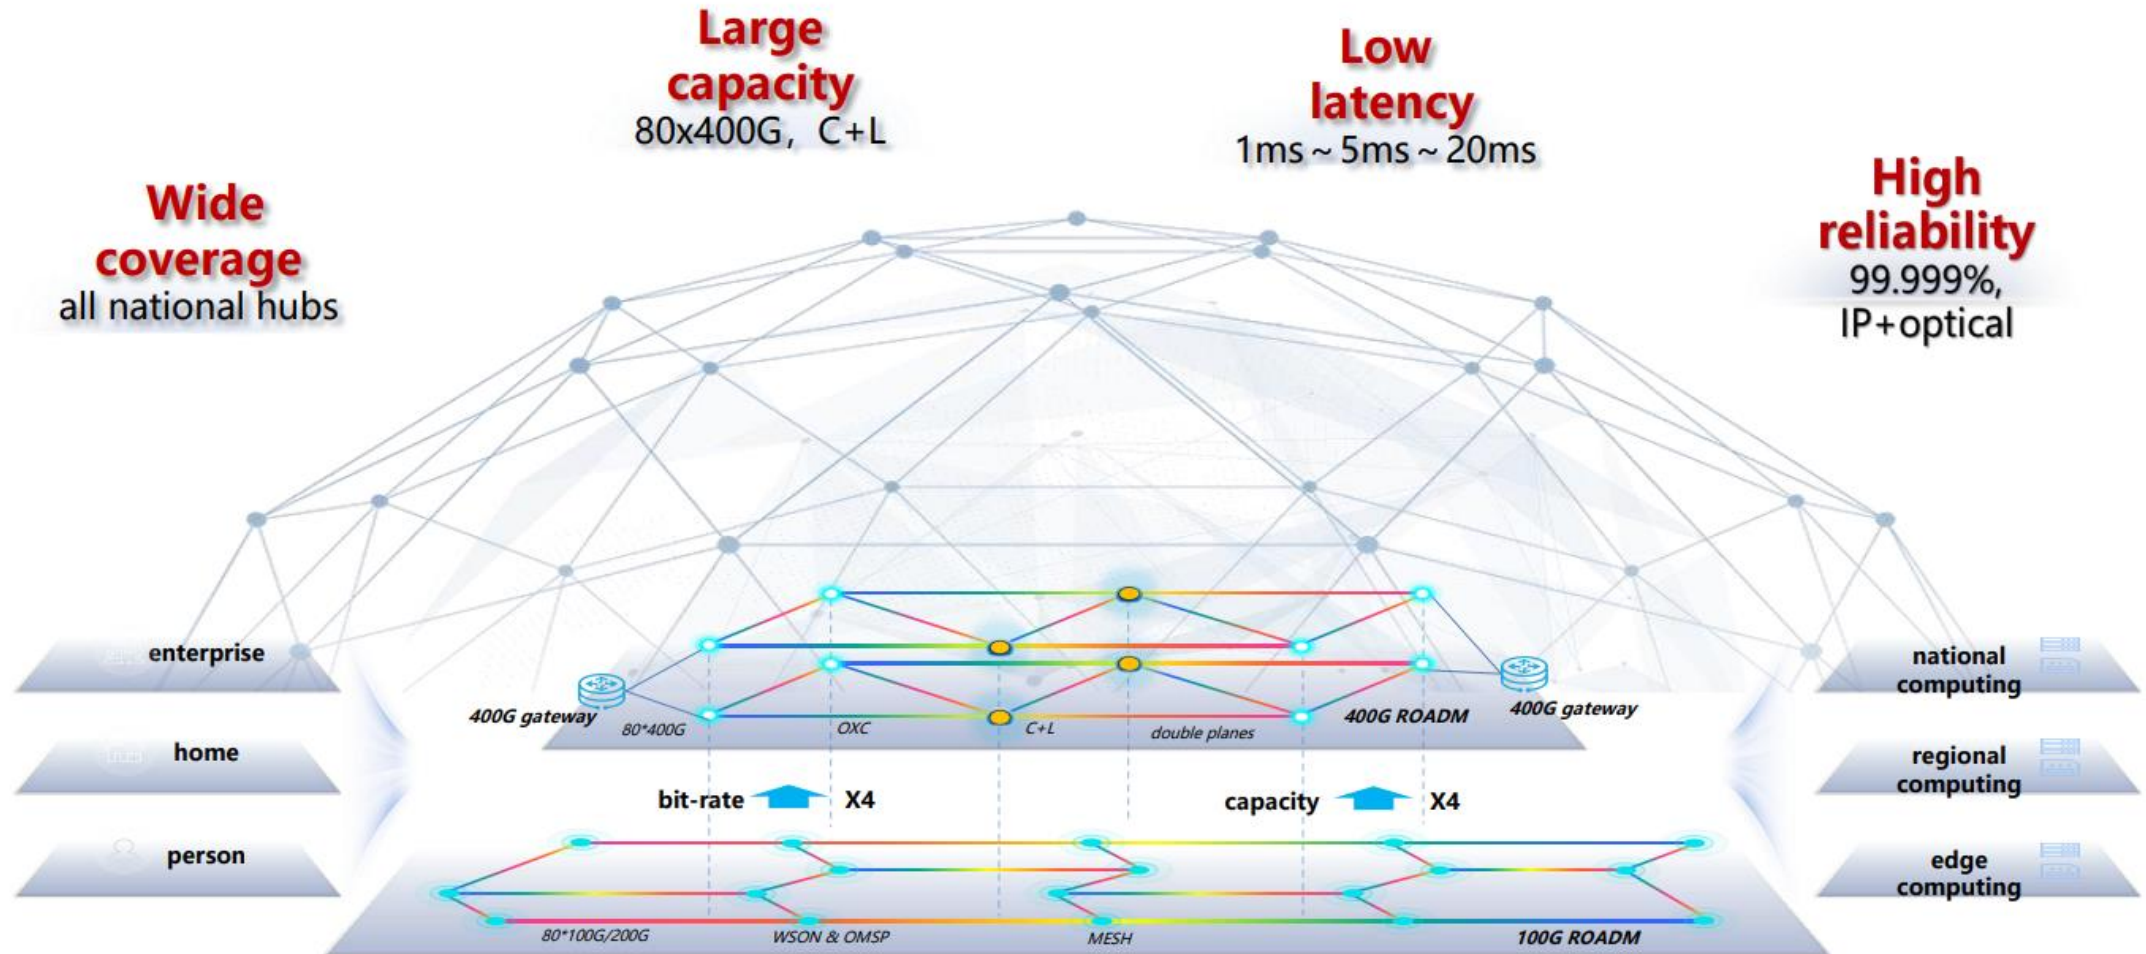 Large
capacity
80x400G, C+L
Low
latency
1ms ~ 5ms ~ 20ms
Wide
coverage
all national hubs
High
reliability
99.999%,
IP+optical
enterprise
home
person
400G gateway
80*400G
OXC
C+L
double planes
400G ROADM
400G gateway
bit-rate X4
capacity X4
80*100G/200G
WSON & OMSP
MESH
100G ROADM
national
computing
regional
computing
edge
computing